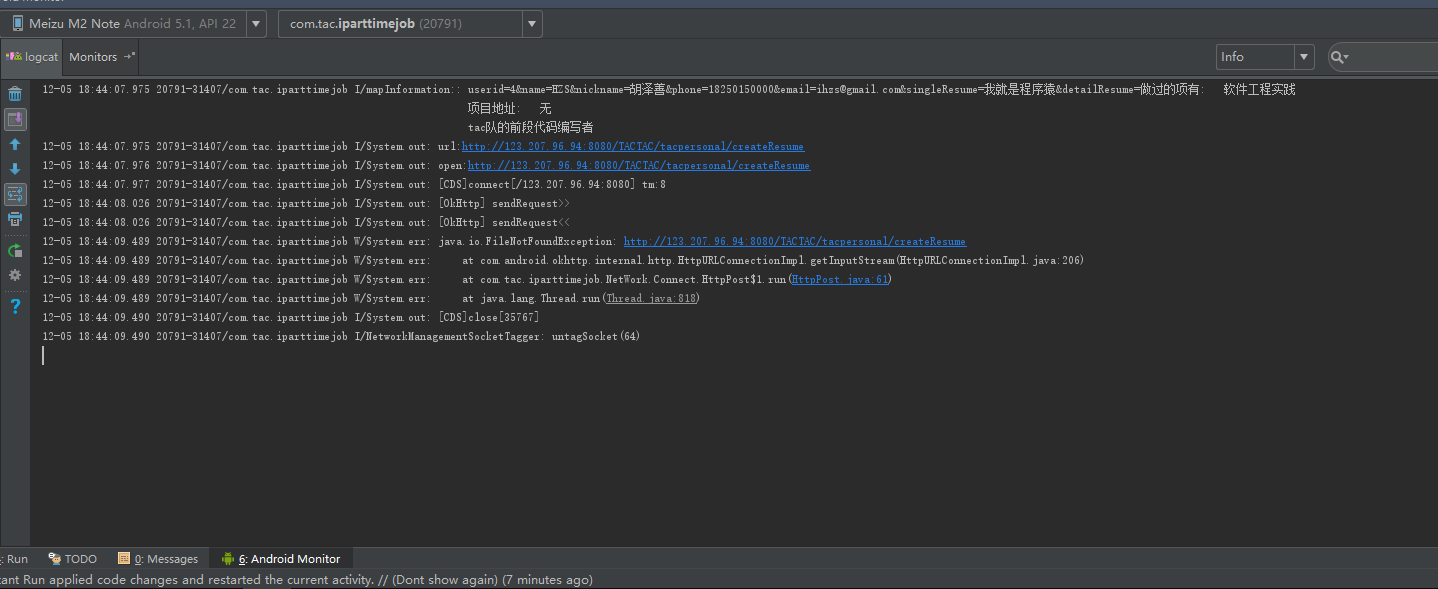 Meizu M2 Note Android 5.1, API 22
com.tac.iparttimejob (20791)
logcat
Monitors
Info
12-05 18:44:07.975 20791-31407/com.tac.iparttimejob I/mapInformation:: userid=4&name=HZS&nickname=胡泽善&phone=18250150000&email=ihzs@gmail.com&singleResume=我就是程序猿&detailResume=做过的项有: 软件工程实践
项目地址: 无
tac队的前段代码编写者
12-05 18:44:07.975 20791-31407/com.tac.iparttimejob I/System.out: url:http://123.207.96.94:8080/TACTAC/tacpersonal/createResume
12-05 18:44:07.976 20791-31407/com.tac.iparttimejob I/System.out: open:http://123.207.96.94:8080/TACTAC/tacpersonal/createResume
12-05 18:44:07.977 20791-31407/com.tac.iparttimejob I/System.out: [CDS]connect[/123.207.96.94:8080] tm:8
12-05 18:44:08.026 20791-31407/com.tac.iparttimejob I/System.out: [OkHttp] sendRequest>>
12-05 18:44:08.026 20791-31407/com.tac.iparttimejob I/System.out: [OkHttp] sendRequest<<
12-05 18:44:09.489 20791-31407/com.tac.iparttimejob W/System.err: java.io.FileNotFoundException: http://123.207.96.94:8080/TACTAC/tacpersonal/createResume
12-05 18:44:09.489 20791-31407/com.tac.iparttimejob W/System.err: at com.android.okhttp.internal.http.HttpURLConnectionImpl.getInputStream(HttpURLConnectionImpl.java:206)
12-05 18:44:09.489 20791-31407/com.tac.iparttimejob W/System.err: at com.tac.iparttimejob.NetWork.Connect.HttpPost$1.run(HttpPost.java:61)
12-05 18:44:09.489 20791-31407/com.tac.iparttimejob W/System.err: at java.lang.Thread.run(Thread.java:818)
12-05 18:44:09.490 20791-31407/com.tac.iparttimejob I/System.out: [CDS]close[35767]
12-05 18:44:09.490 20791-31407/com.tac.iparttimejob I/NetworkManagementSocketTagger: untagSocket(64)
: Run
TODO
0: Messages
6: Android Monitor
tant Run applied code changes and restarted the current activity. // (Dont show again) (7 minutes ago)